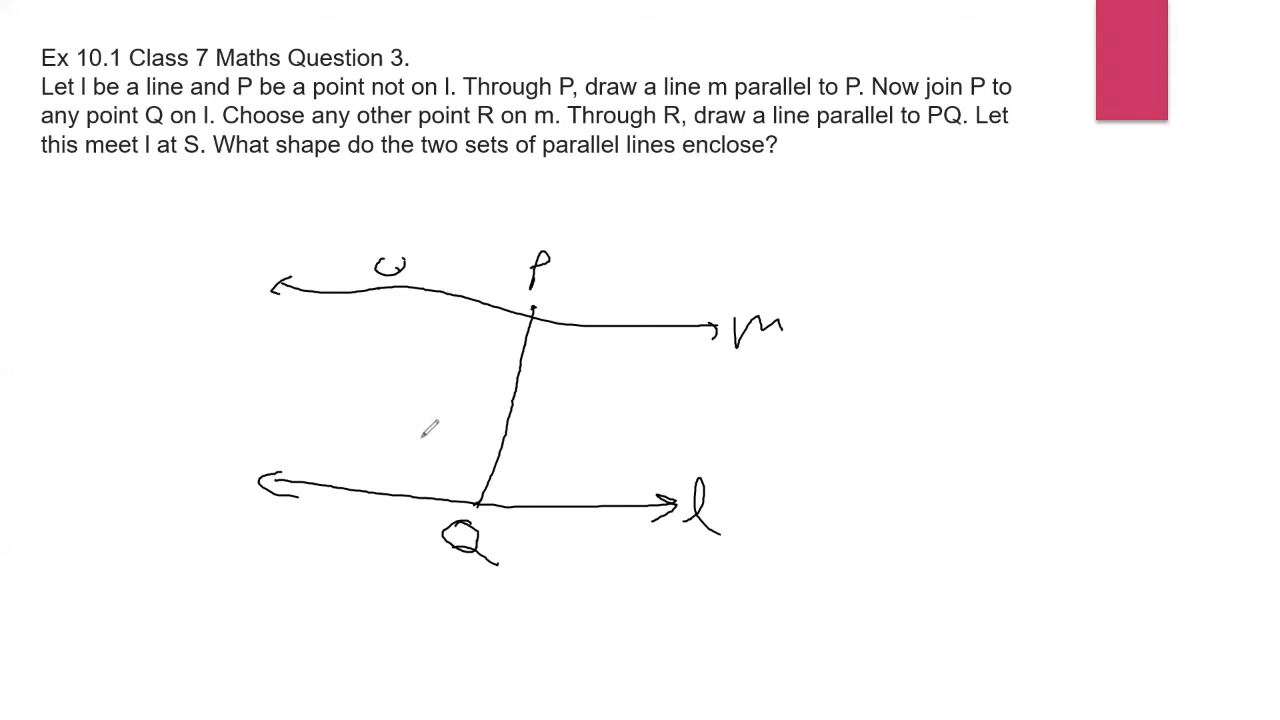 Ex 10.1 Class 7 Maths Question 3.
Let l be a line and P be a point not on l. Through P, draw a line m parallel to P. Now join P to
any point Q on l. Choose any other point R on m. Through R, draw a line parallel to PQ. Let
this meet l at S. What shape do the two sets of parallel lines enclose?
P
m
l
Q